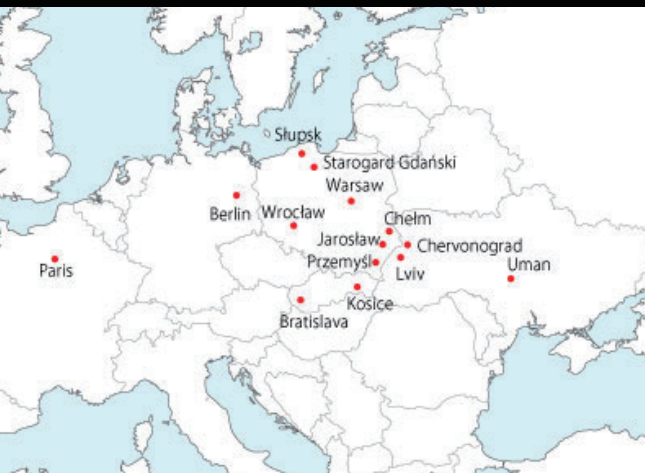 Słupsk
Starogard Gdański
Warsaw
Berlin
Wrocław
Chełm
Jarosław
Chervonograd
Przemyśl
Lviv
Uman
Paris
Kosice
Bratislava